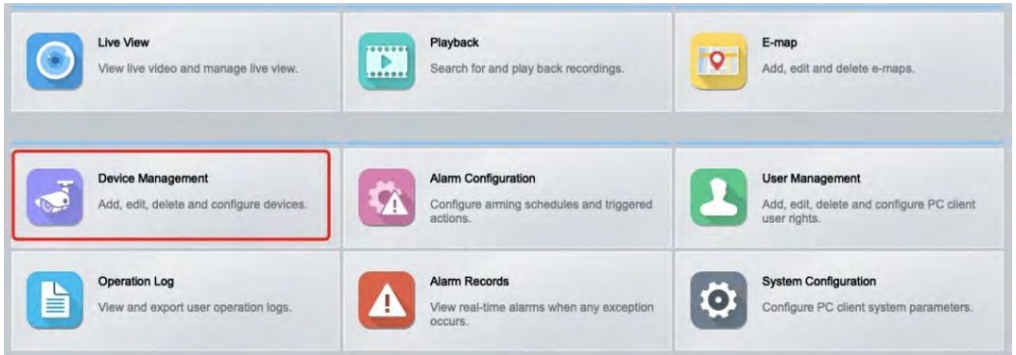 Live View
View live video and manage live view.
Playback
Search for and play back recordings.
E-map
Add, edit and delete e-maps.
Device Management
Add, edit, delete and configure devices.
Alarm Configuration
Configure arming schedules and triggered
actions.
User Management
Add, edit, delete and configure PC client
user rights.
Operation Log
View and export user operation logs.
Alarm Records
View real-time alarms when any exception
occurs.
System Configuration
Configure PC client system parameters.